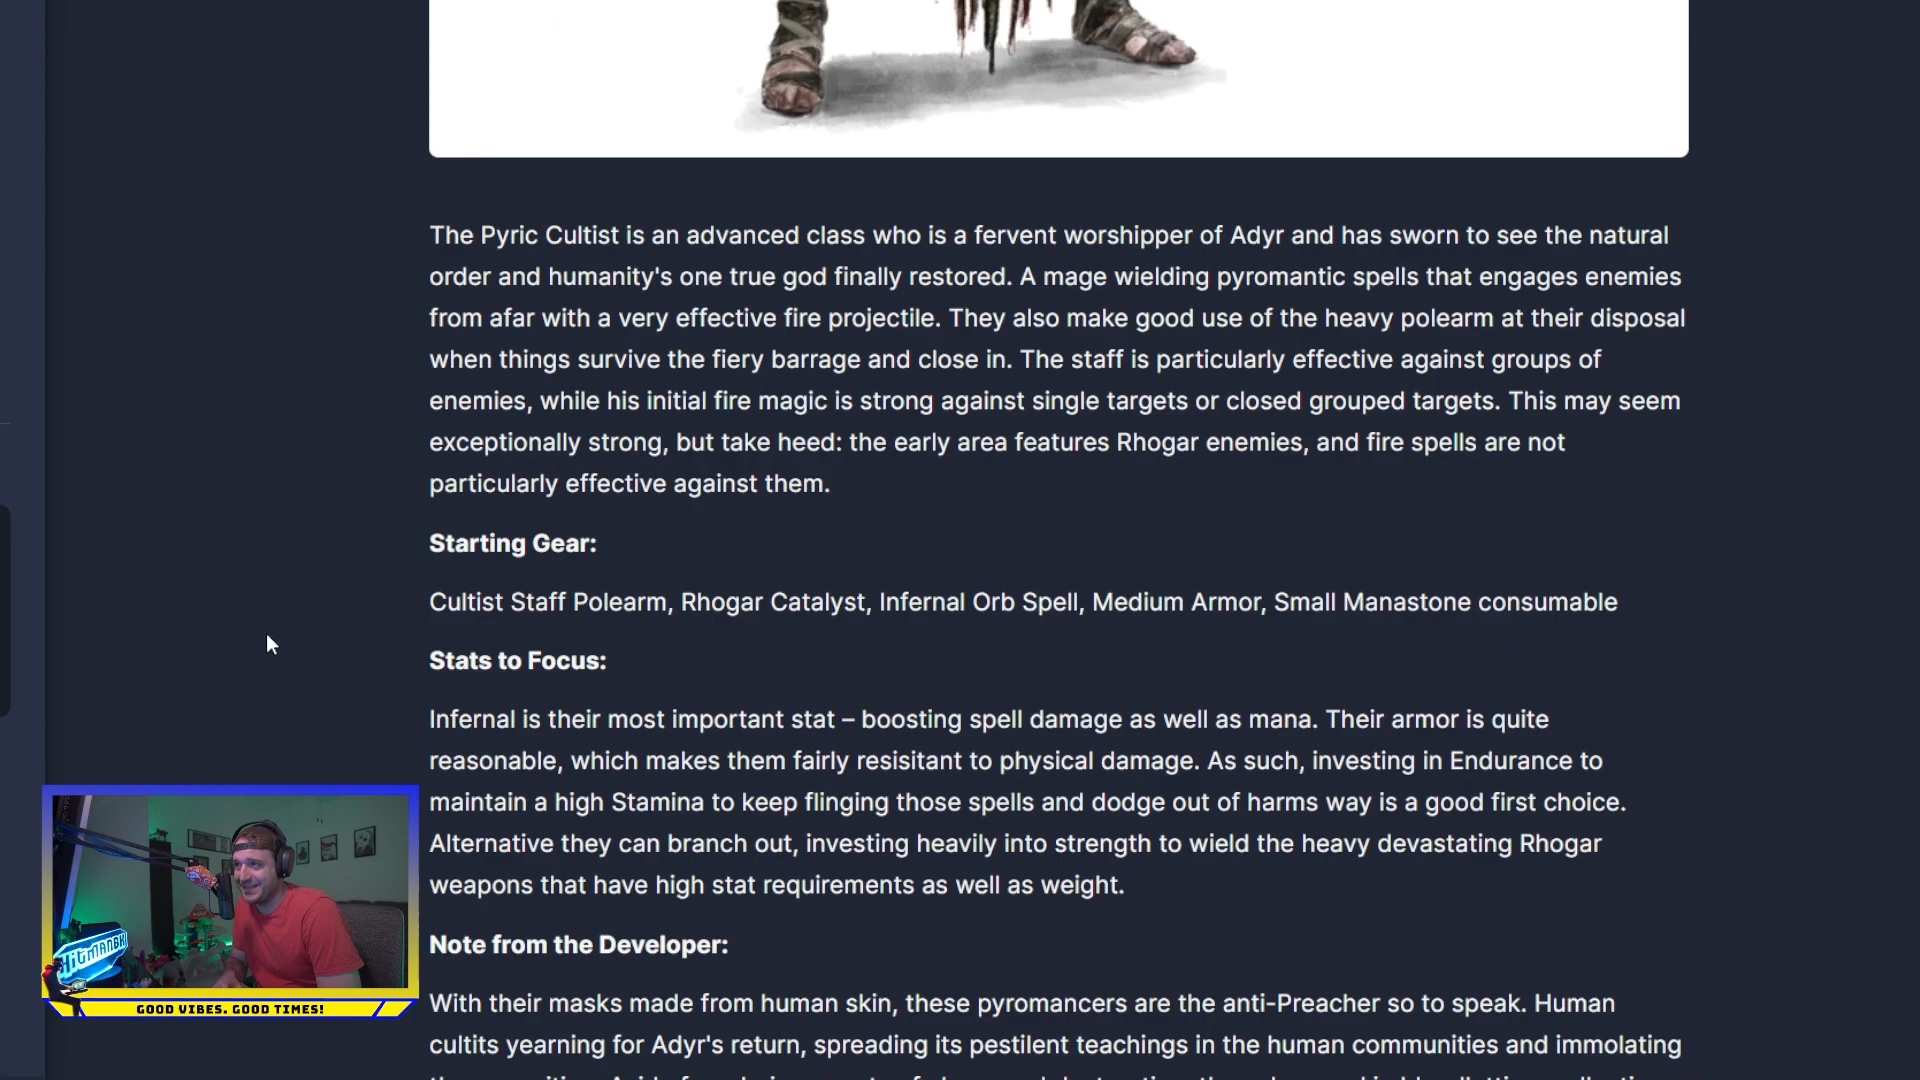 The Pyric Cultist is an advanced class who is a fervent worshipper of Adyr and has sworn to see the natural
order and humanity's one true god finally restored. A mage wielding pyromantic spells that engages enemies
from afar with a very effective fire projectile. They also make good use of the heavy polearm at their disposal
when things survive the fiery barrage and close in. The staff is particularly effective against groups of
enemies, while his initial fire magic is strong against single targets or closed grouped targets. This may seem
exceptionally strong, but take heed: the early area features Rhogar enemies, and fire spells are not
particularly effective against them.
Starting Gear:
Cultist Staff Polearm, Rhogar Catalyst, Infernal Orb Spell, Medium Armor, Small Manastone consumable
Stats to Focus:
Infernal is their most important stat – boosting spell damage as well as mana. Their armor is quite
reasonable, which makes them fairly resisitant to physical damage. As such, investing in Endurance to
maintain a high Stamina to keep flinging those spells and dodge out of harms way is a good first choice.
Alternative they can branch out, investing heavily into strength to wield the heavy devastating Rhogar
weapons that have high stat requirements as well as weight.
Note from the Developer:
With their masks made from human skin, these pyromancers are the anti-Preacher so to speak. Human
cultits yearning for Adyr's return, spreading its pestilent teachings in the human communities and immolating
HiTMANBK
GOOD VIBES. GOOD TIMES!